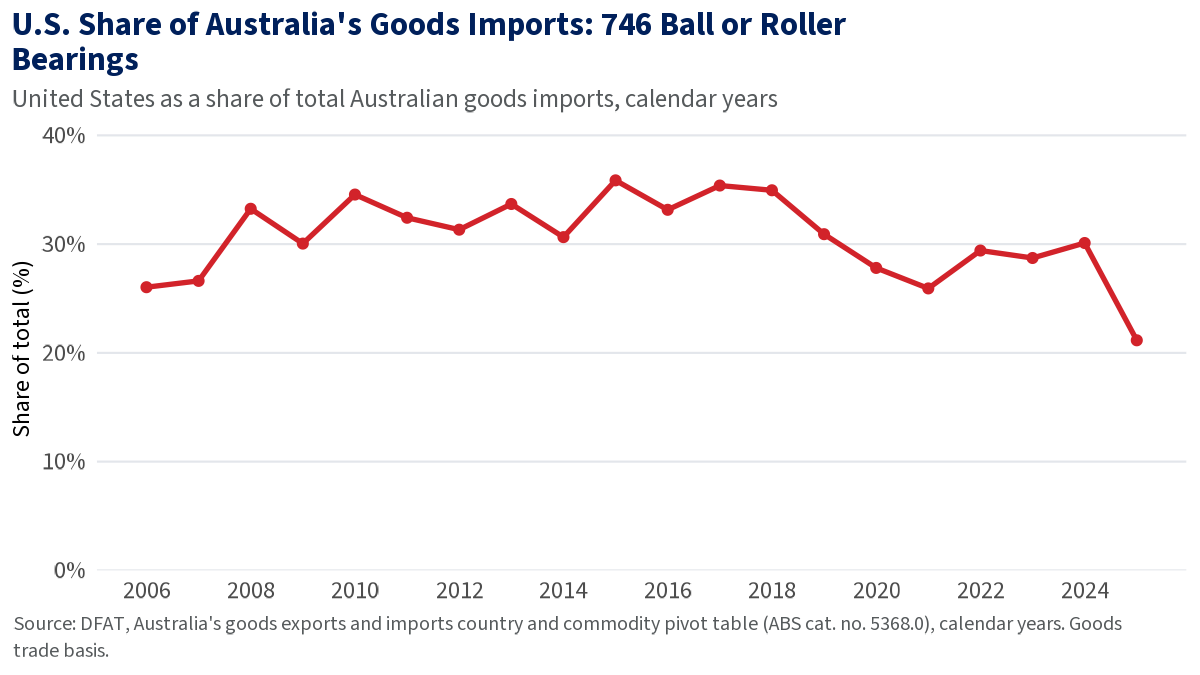 U.S. Share of Australia's Goods Imports: 746 Ball or Roller
Bearings
United States as a share of total Australian goods imports, calendar years
Share of total (%)
40%
30%
20%
10%
0%
2006 2008 2010 2012 2014 2016 2018 2020 2022 2024
Source: DFAT, Australia's goods exports and imports country and commodity pivot table (ABS cat. no. 5368.0), calendar years. Goods
trade basis.